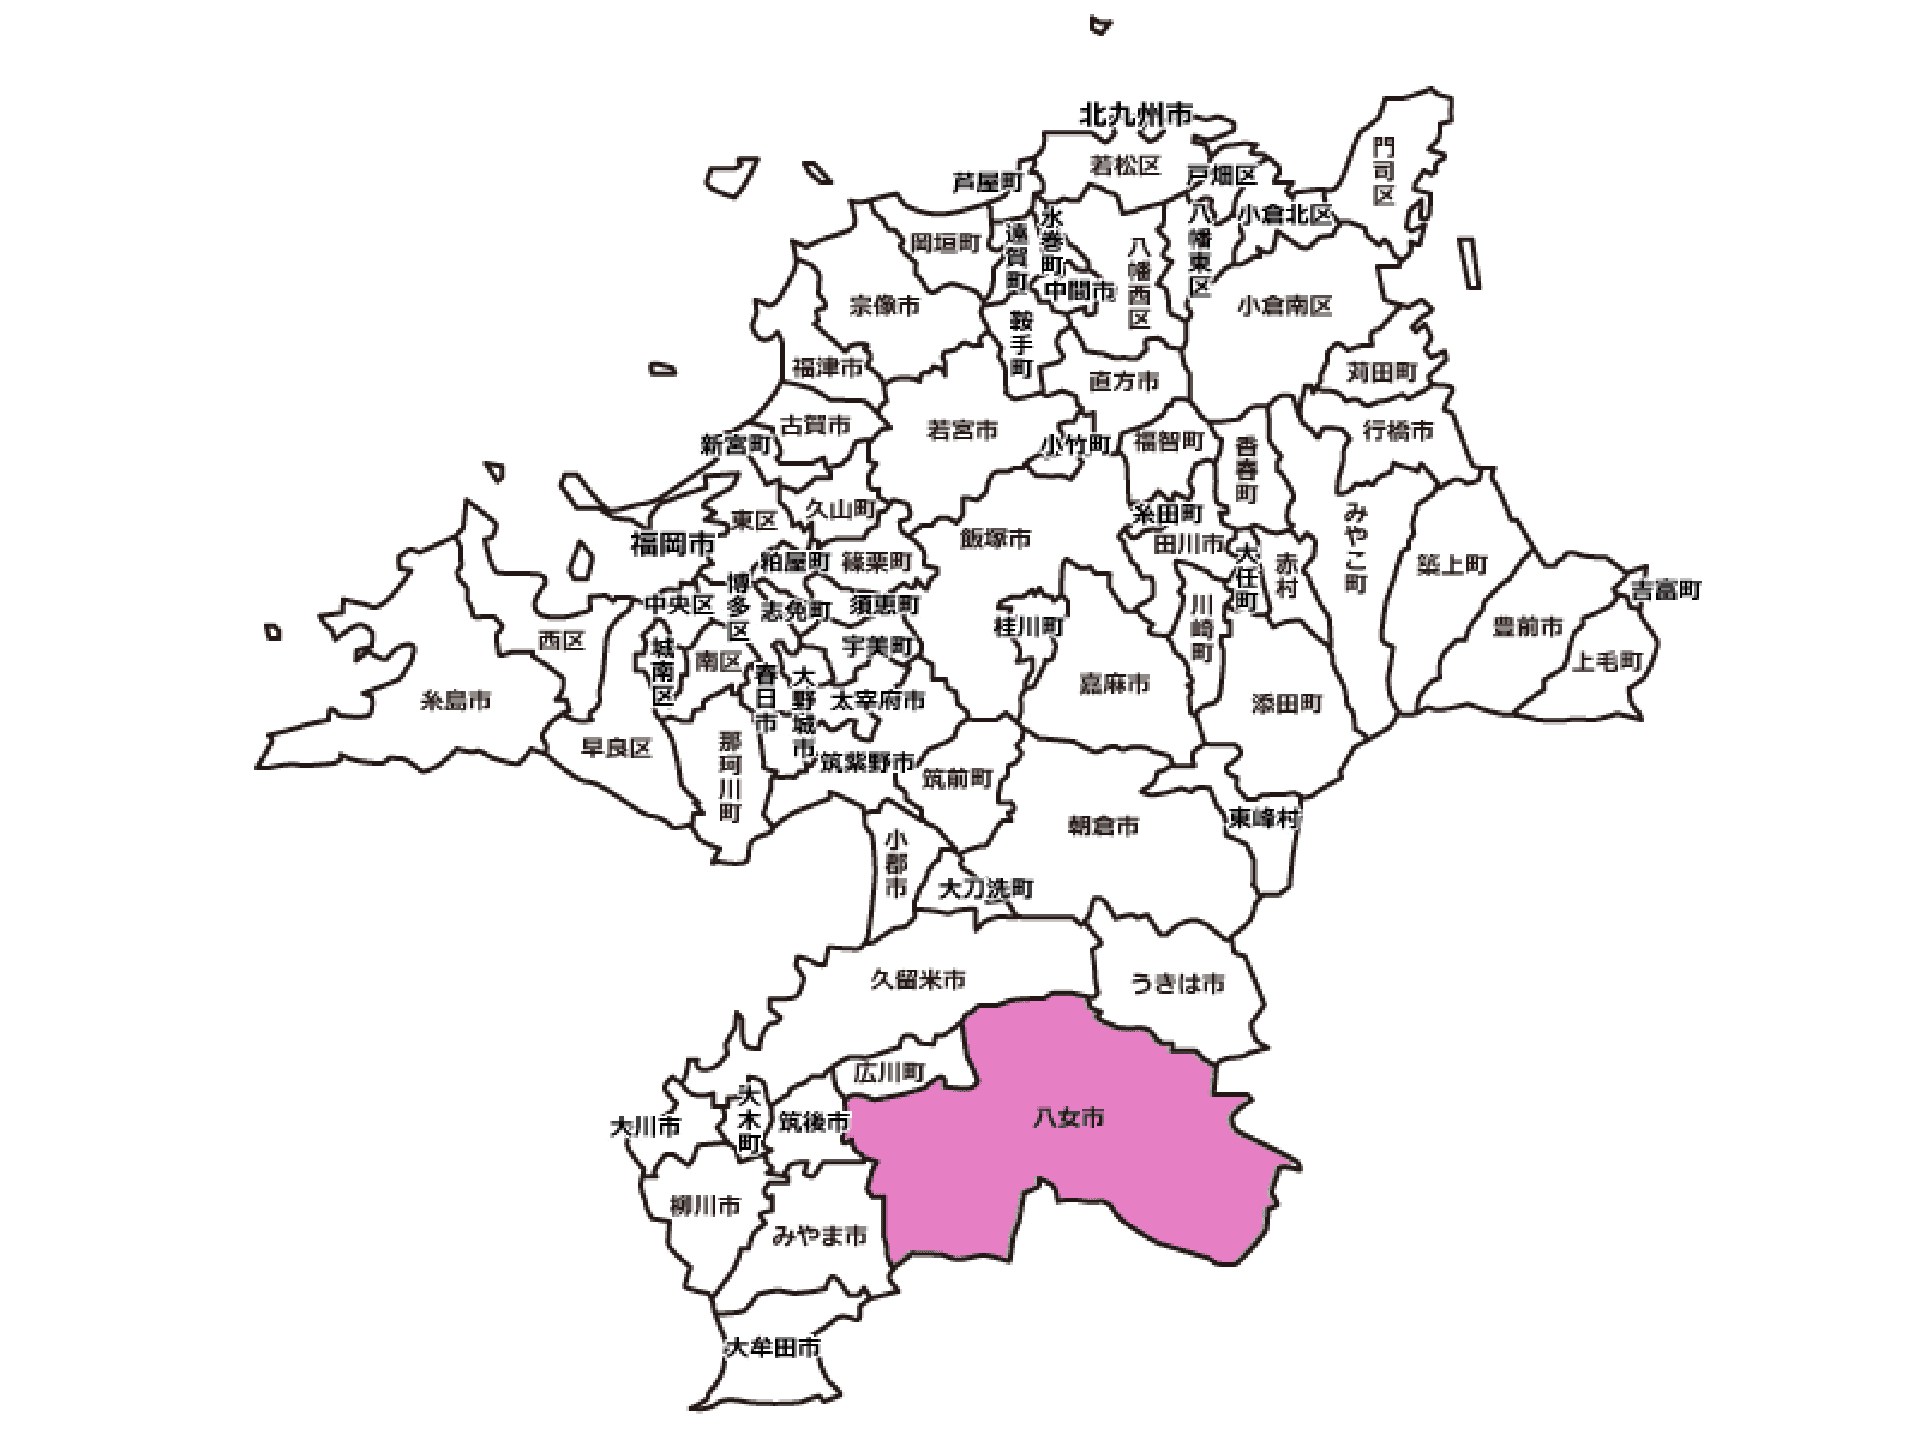 北九州市
門司区
若松区
戸畑区
芦屋町
小倉北区
水巻町
遠賀町
岡垣町
八幡東区
八幡西区
中間市
宗像市
小倉南区
鞍手町
福津市
直方市
苅田町
古賀市
若宮市
行橋市
新宮町
小竹町
福智町
香春町
久山町
東区
糸田町
飯塚市
みやこ町
福岡市
田川市
粕屋町
篠栗町
大任町
赤村
築上町
吉富町
博多区
中央区
志免町
須恵町
川崎町
桂川町
豊前市
西区
宇美町
城南区
南区
上毛町
春日市
大野城市
太宰府市
嘉麻市
糸島市
添田町
早良区
那珂川町
筑紫野市
筑前町
朝倉市
東峰村
小郡市
大刀洗町
久留米市
うきは市
広川町
八女市
大川市
大木町
筑後市
柳川市
みやま市
大牟田市